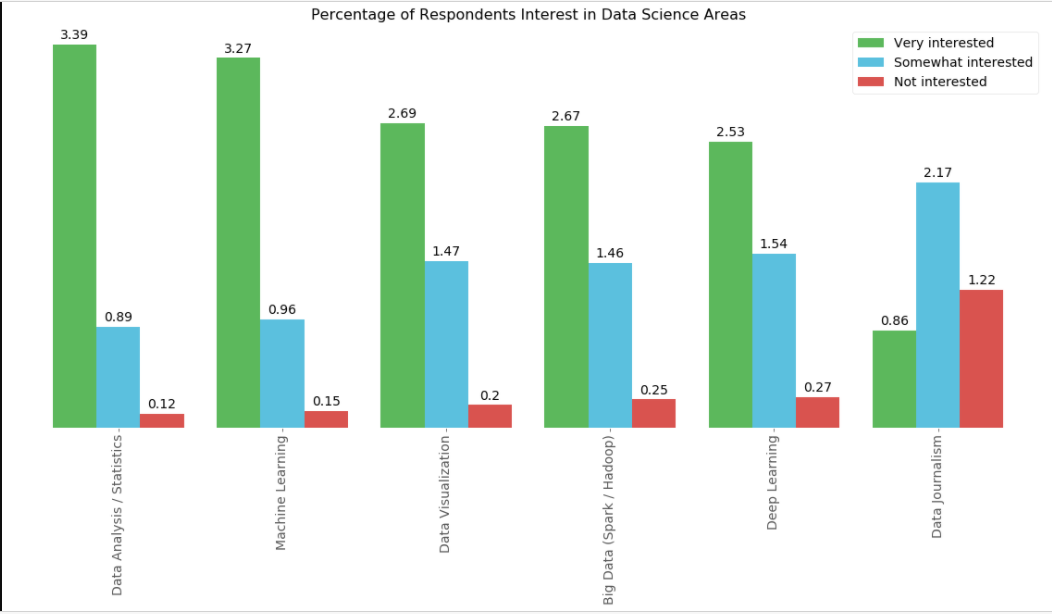 Percentage of Respondents Interest in Data Science Areas
Very interested
Somewhat interested
Not interested
3.39
0.89
0.12
3.27
0.96
0.15
2.69
1.47
0.2
2.67
1.46
0.25
2.53
1.54
0.27
0.86
2.17
1.22
Data Analysis / Statistics
Machine Learning
Data Visualization
Big Data (Spark / Hadoop)
Deep Learning
Data Journalism